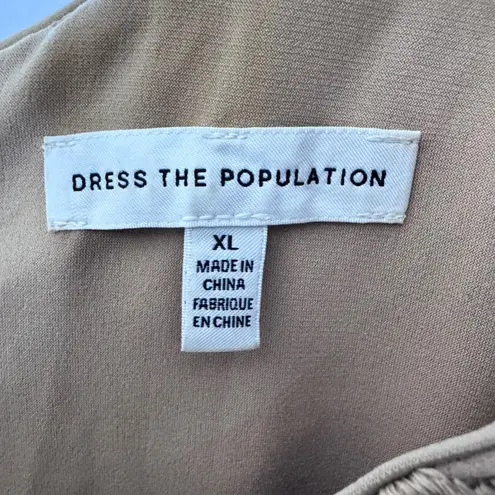 DRESS THE POPULATION
XL
MADE IN
CHINA
FABRIQUE
EN CHINE